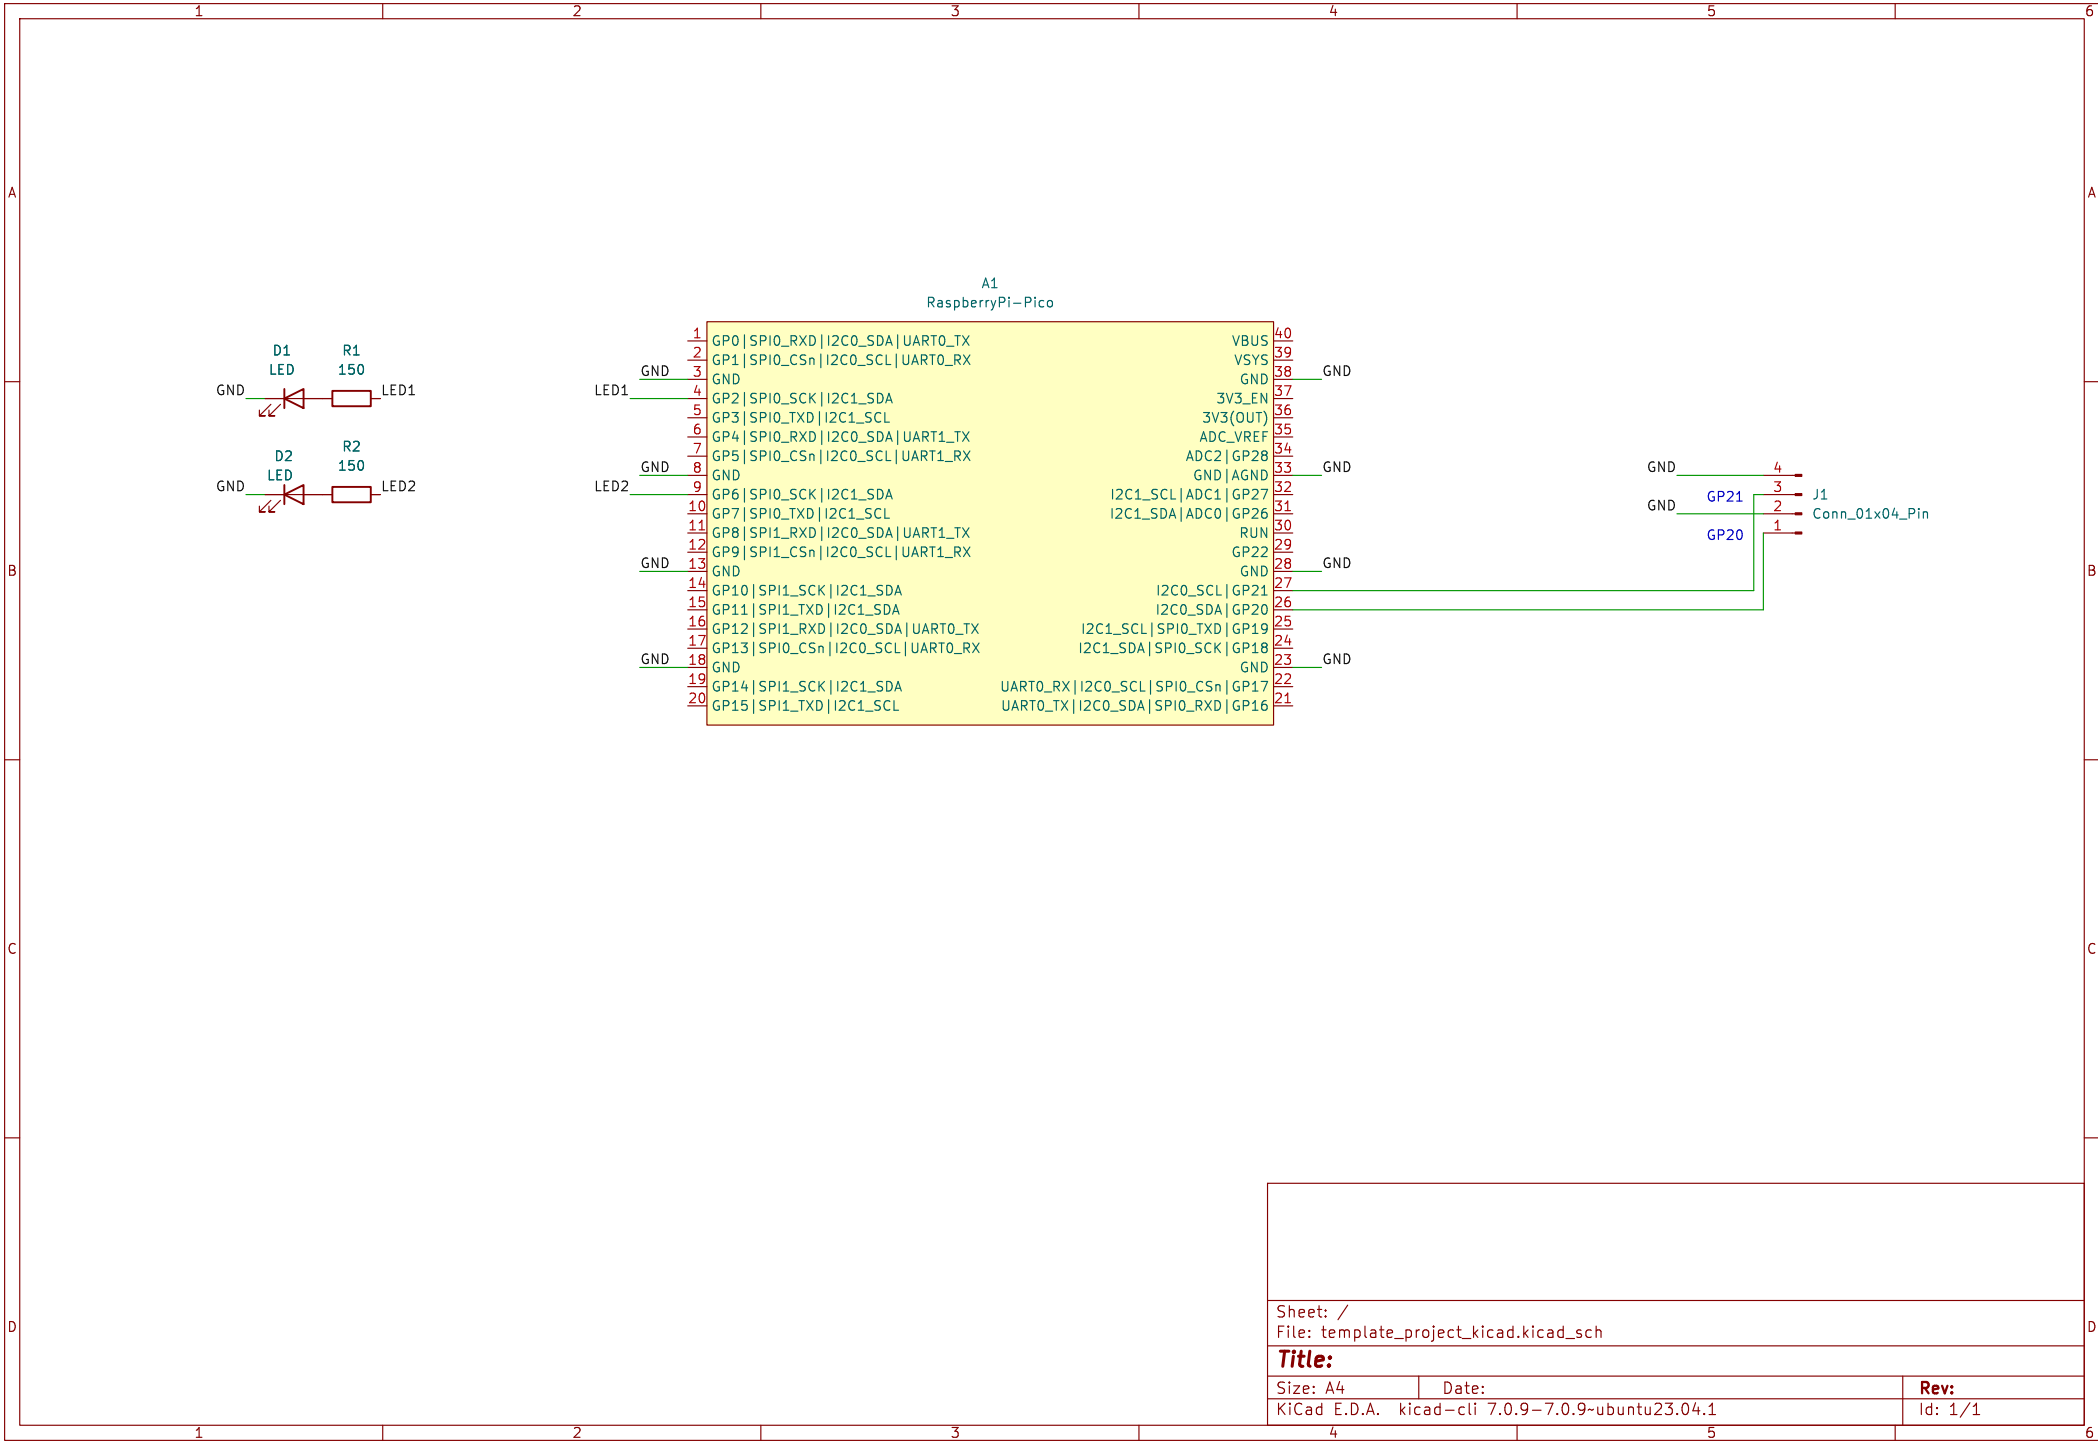 1 2 3 4 5 6
A A
A1
RaspberryPi-Pico
1 GP0|SPI0_RXD|I2C0_SDA|UART0_TX VBUS 40
2 GP1|SPI0_CSn|I2C0_SCL|UART0_RX VSYS 39
GND 3 GND GND 38 GND
LED1 4 GP2|SPI0_SCK|I2C1_SDA 3V3_EN 37
5 GP3|SPI0_TXD|I2C1_SCL 3V3(OUT) 36
6 GP4|SPI0_RXD|I2C0_SDA|UART1_TX ADC_VREF 35
7 GP5|SPI0_CSn|I2C0_SCL|UART1_RX ADC2|GP28 34
GND 8 GND GND|AGND 33 GND
LED2 9 GP6|SPI0_SCK|I2C1_SDA I2C1_SCL|ADC1|GP27 32
10 GP7|SPI0_TXD|I2C1_SCL I2C1_SDA|ADC0|GP26 31
11 GP8|SPI1_RXD|I2C0_SDA|UART1_TX RUN 30
12 GP9|SPI1_CSn|I2C0_SCL|UART1_RX GP22 29
GND 13 GND GND 28 GND
14 GP10|SPI1_SCK|I2C1_SDA I2C0_SCL|GP21 27
15 GP11|SPI1_TXD|I2C1_SDA I2C0_SDA|GP20 26
16 GP12|SPI1_RXD|I2C0_SDA|UART0_TX I2C1_SCL|SPI0_TXD|GP19 25
17 GP13|SPI0_CSn|I2C0_SCL|UART0_RX I2C1_SDA|SPI0_SCK|GP18 24
GND 18 GND GND 23 GND
19 GP14|SPI1_SCK|I2C1_SDA UART0_RX|I2C0_SCL|SPI0_CSn|GP17 22
20 GP15|SPI1_TXD|I2C1_SCL UART0_TX|I2C0_SDA|SPI0_RXD|GP16 21
D1 R1
LED 150
GND LED1
D2 R2
LED 150
GND LED2
GND 4
GP21 3 J1
GND 2 Conn_01x04_Pin
GP20 1
B B
C C
D D
Sheet: /
File: template_project_kicad.kicad_sch
Title:
Size: A4 Date: Rev:
KiCad E.D.A. kicad-cli 7.0.9-7.0.9~ubuntu23.04.1 Id: 1/1
1 2 3 4 5 6